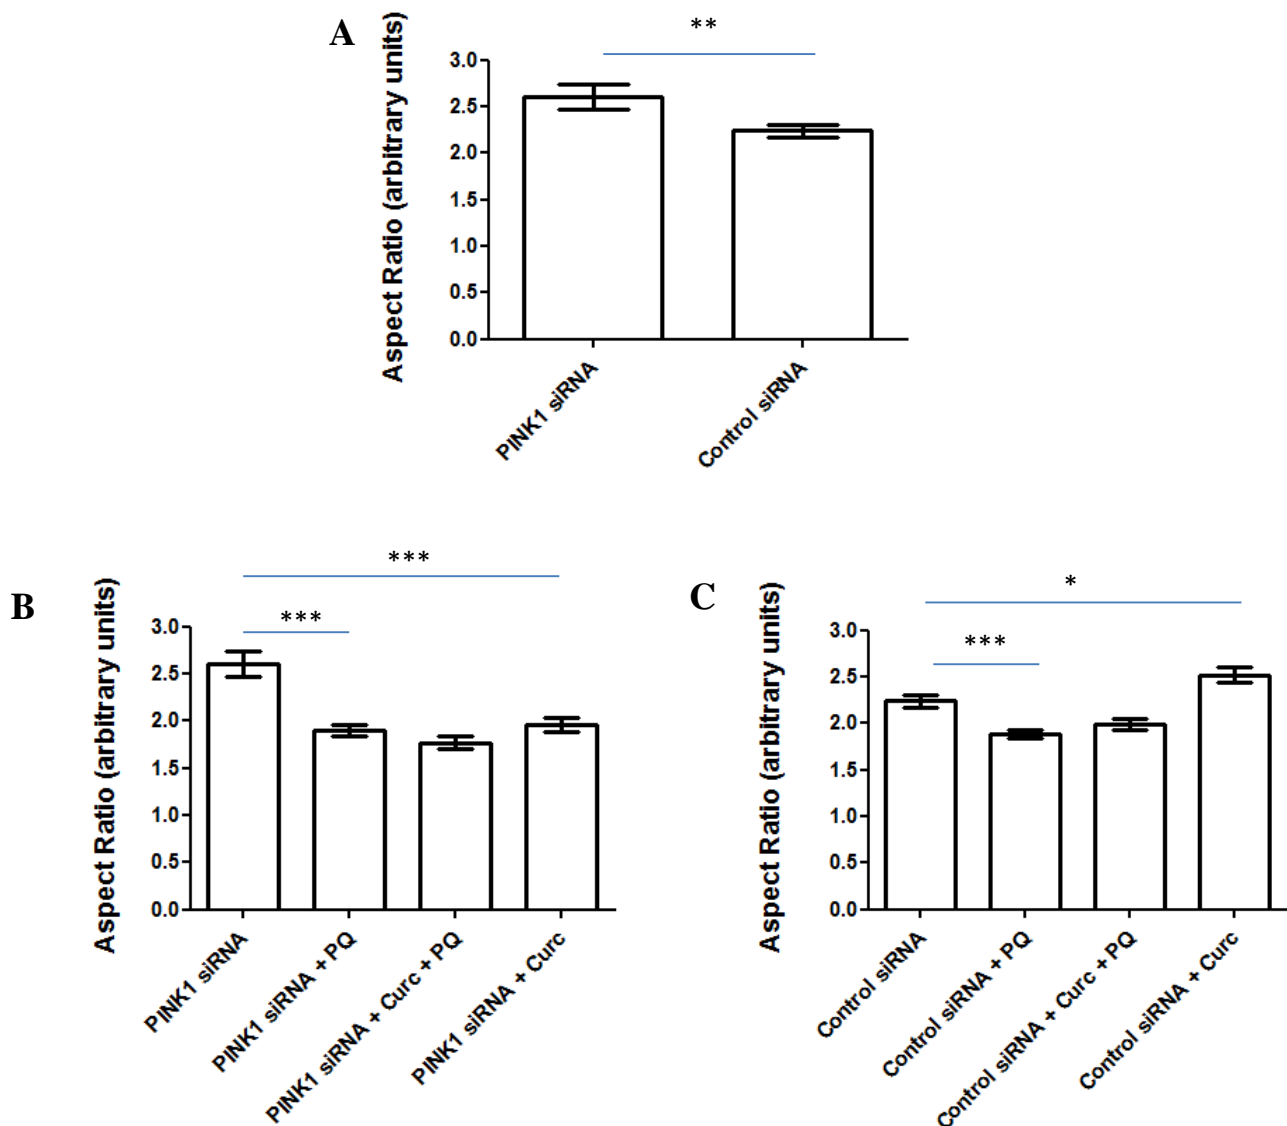 A
**
Aspect Ratio (arbitrary units)
3.0
2.5
2.0
1.5
1.0
0.5
0.0
PINK1 siRNA
Control siRNA
B
***
***
Aspect Ratio (arbitrary units)
3.0
2.5
2.0
1.5
1.0
0.5
0.0
PINK1 siRNA
PINK1 siRNA + PQ
PINK1 siRNA + Curc + PQ
PINK1 siRNA + Curc
C
*
***
Aspect Ratio (arbitrary units)
3.0
2.5
2.0
1.5
1.0
0.5
0.0
Control siRNA
Control siRNA + PQ
Control siRNA + Curc + PQ
Control siRNA + Curc